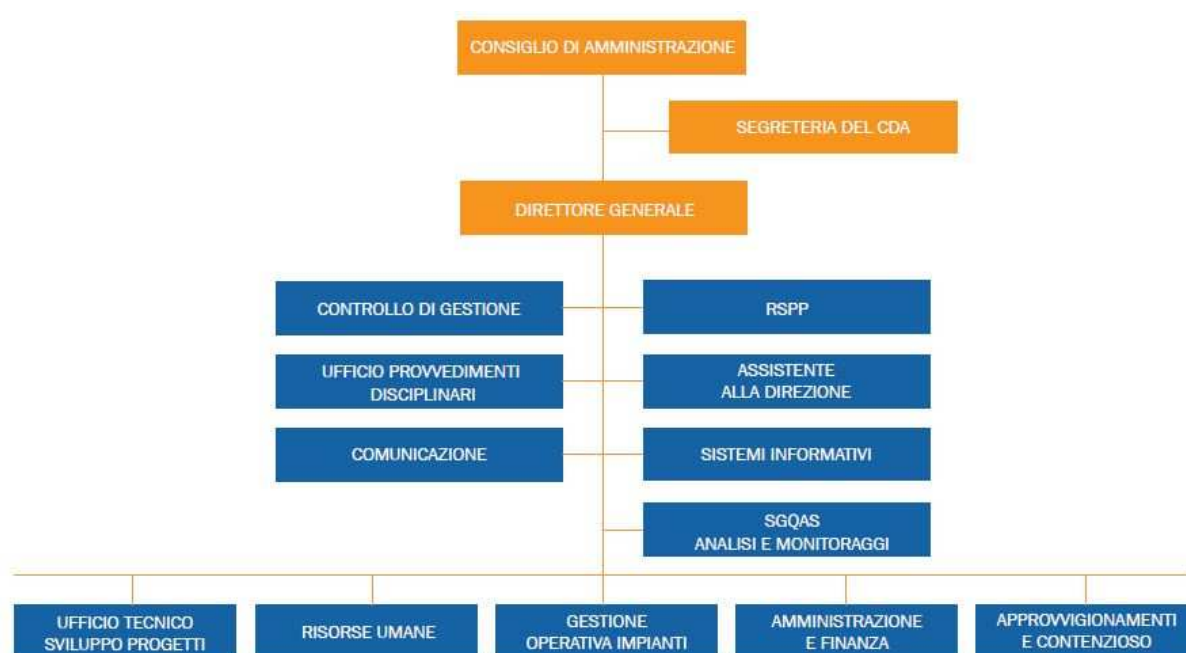 CONSIGLIO DI AMMINISTRAZIONE
SEGRETERIA DEL CDA
DIRETTORE GENERALE
CONTROLLO DI GESTIONE
RSPP
UFFICIO PROVVEDIMENTI
DISCIPLINARI
ASSISTENTE
ALLA DIREZIONE
COMUNICAZIONE
SISTEMI INFORMATIVI
SGQAS
ANALISI E MONITORAGGI
UFFICIO TECNICO
SVILUPPO PROGETTI
RISORSE UMANE
GESTIONE
OPERATIVA IMPIANTI
AMMINISTRAZIONE
E FINANZA
APPROVVIGIONAMENTI
E CONTENZIOSO